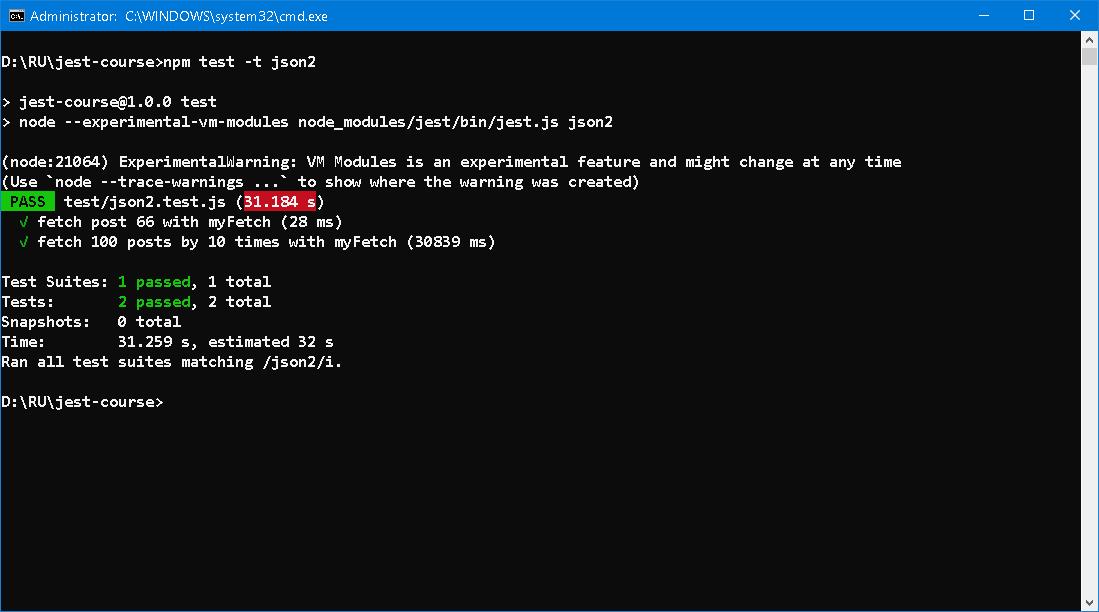 Administrator: C:\WINDOWS\system32\cmd.exe
D:\RU\jest-course>npm test -t json2
> jest-course@1.0.0 test
> node --experimental-vm-modules node_modules/jest/bin/jest.js json2
(node:21064) ExperimentalWarning: VM Modules is an experimental feature and might change at any time
(Use `node --trace-warnings ...` to show where the warning was created)
PASS test/json2.test.js (31.184 s)
√ fetch post 66 with myFetch (28 ms)
√ fetch 100 posts by 10 times with myFetch (30839 ms)
Test Suites: 1 passed, 1 total
Tests: 2 passed, 2 total
Snapshots: 0 total
Time: 31.259 s, estimated 32 s
Ran all test suites matching /json2/i.
D:\RU\jest-course>